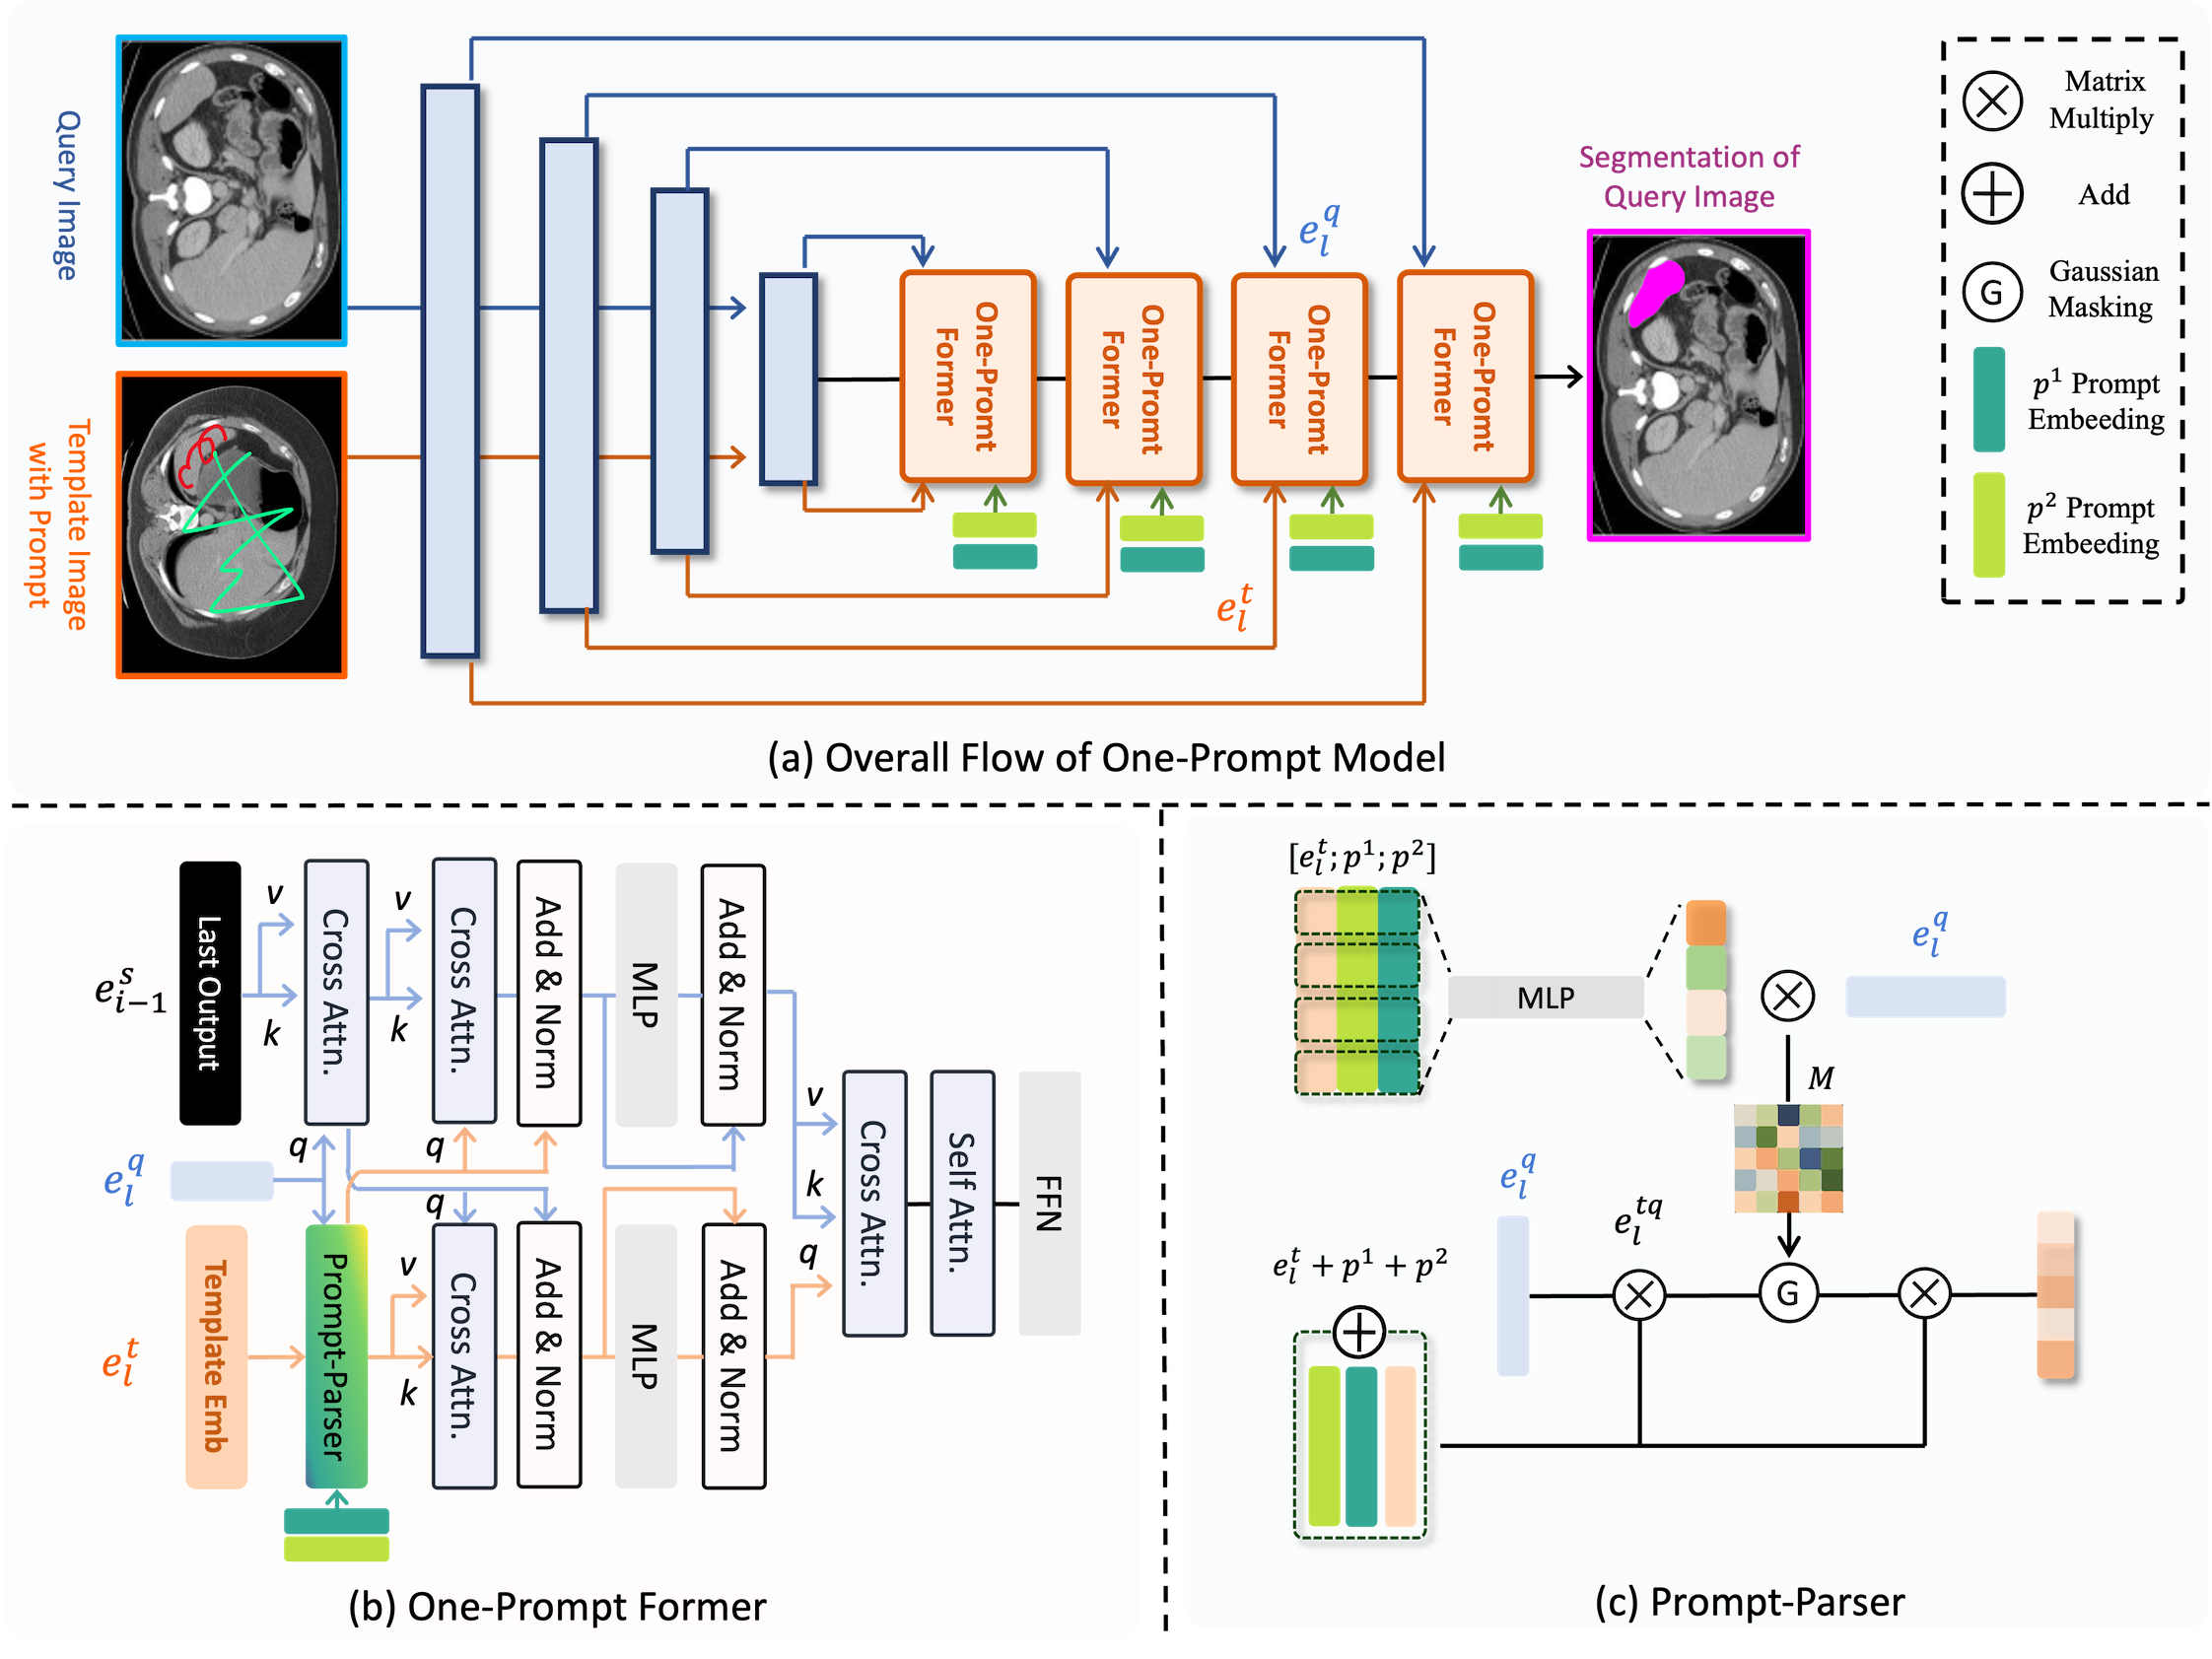 Query Image
Template Image
with Prompt
e_l^q
e_l^t
One-Promt
Former
One-Promt
Former
One-Promt
Former
One-Promt
Former
Segmentation of
Query Image
Matrix
Multiply
Add
G
Gaussian
Masking
p^1 Prompt
Embeeding
p^2 Prompt
Embeeding
(a) Overall Flow of One-Prompt Model
e_{i-1}^s
Last Output
v
k
Cross Attn.
v
k
Cross Attn.
Add & Norm
MLP
Add & Norm
e_l^q
q
q
q
e_l^t
Template Emb
Prompt-Parser
v
k
Cross Attn.
Add & Norm
MLP
Add & Norm
v
k
q
Cross Attn.
Self Attn.
FFN
(b) One-Prompt Former
[e_l^t; p^1; p^2]
MLP
e_l^q
M
e_l^q
e_l^{tq}
G
e_l^t + p^1 + p^2
(c) Prompt-Parser